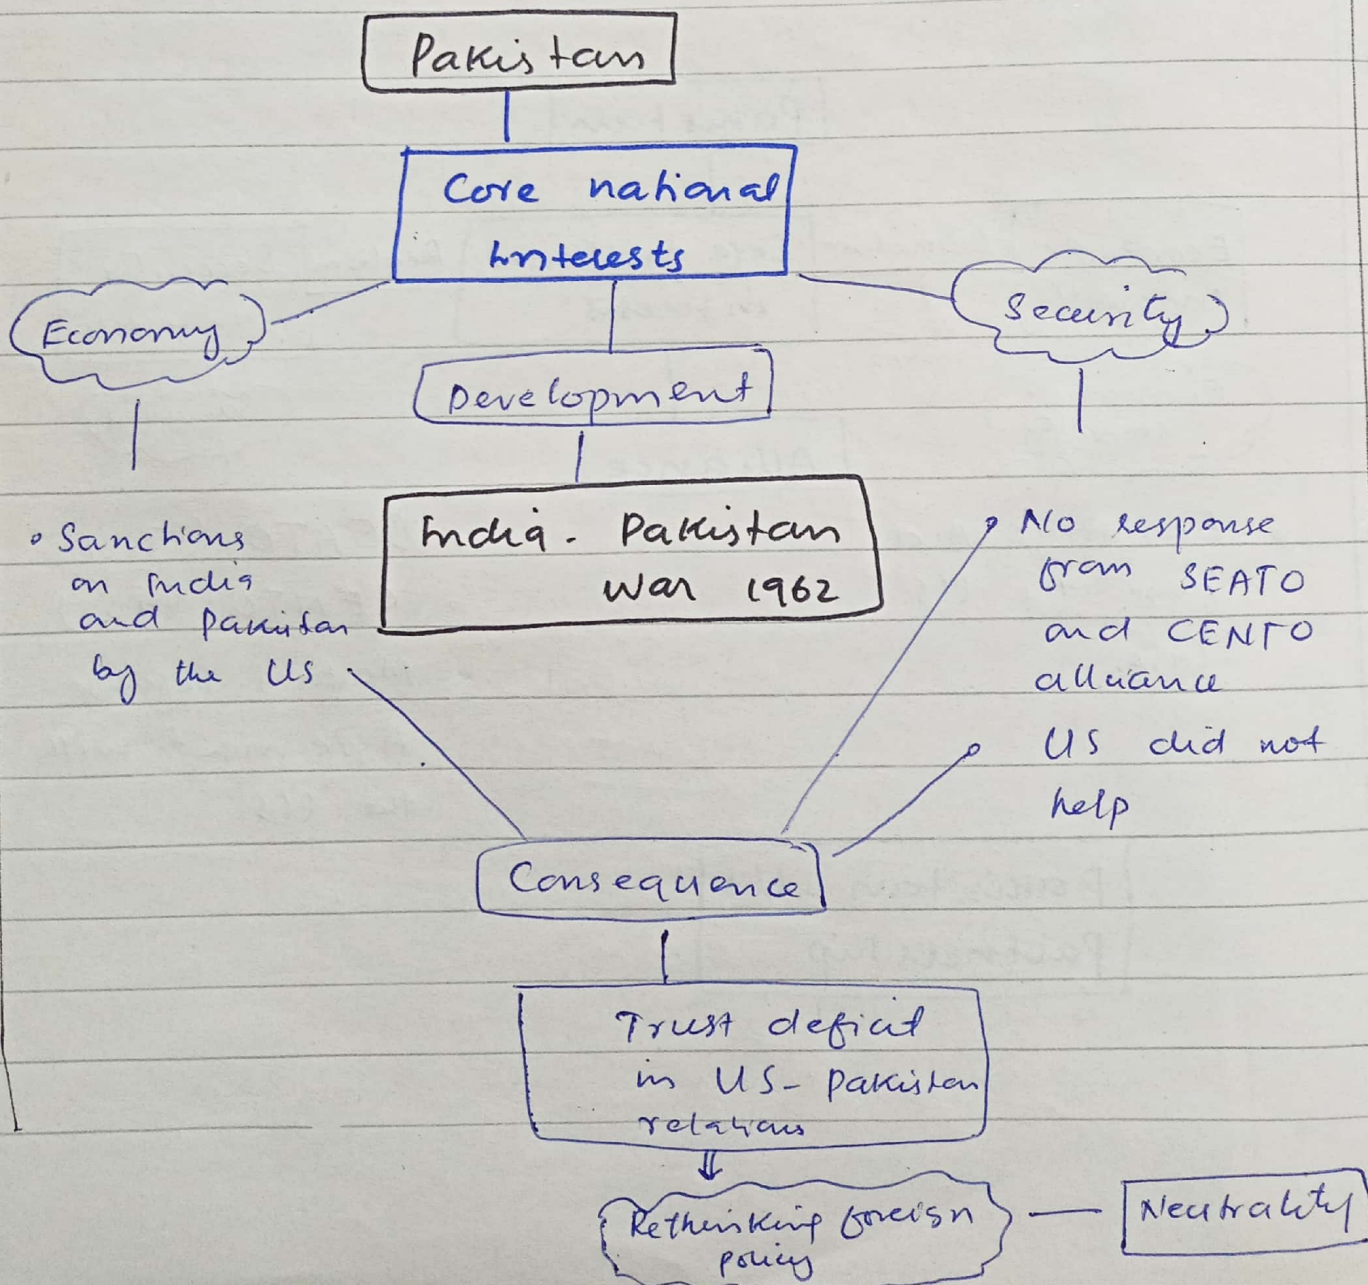 Pakistan
Core national
interests
Economy
Security
Development
India - Pakistan
War 1962
• Sanctions
on India
and Pakistan
by the US
• No response
from SEATO
and CENTO
alluance
• US did not
help
Consequence
Trust deficit
in US - Pakistan
relations
Rethinking foreign
policy
Neutrality